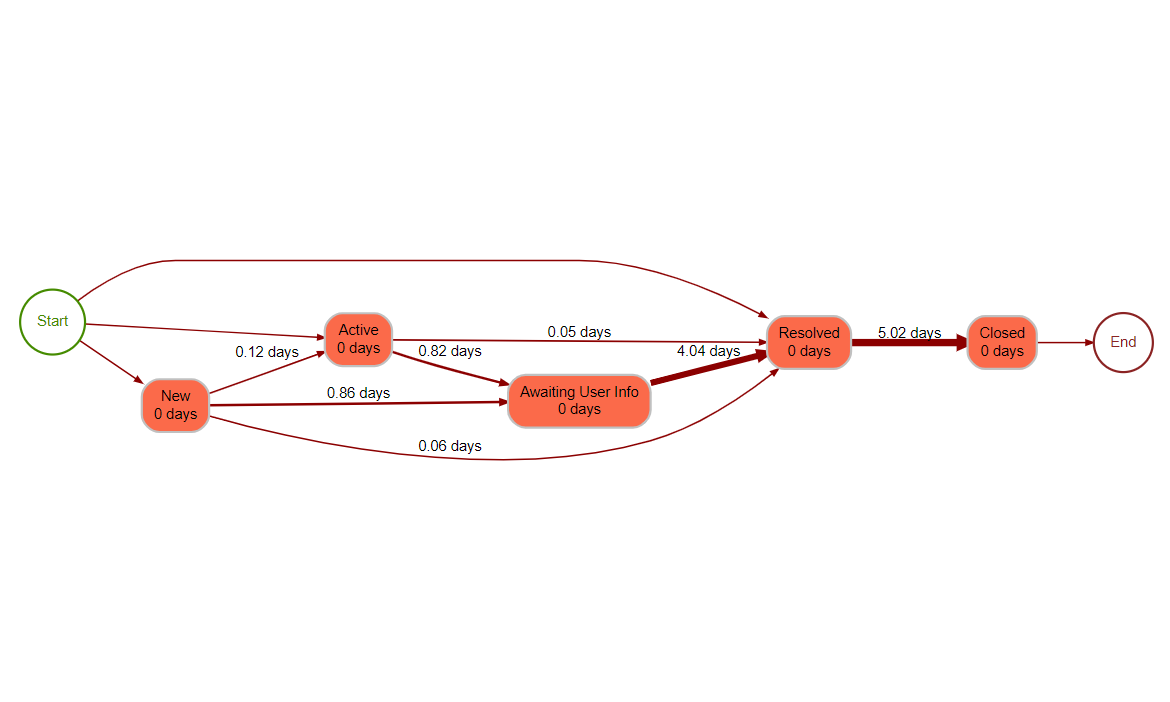 Start
Active
0 days
0.12 days
New
0 days
0.82 days
0.86 days
0.05 days
Awaiting User Info
0 days
0.06 days
4.04 days
Resolved
0 days
5.02 days
Closed
0 days
End